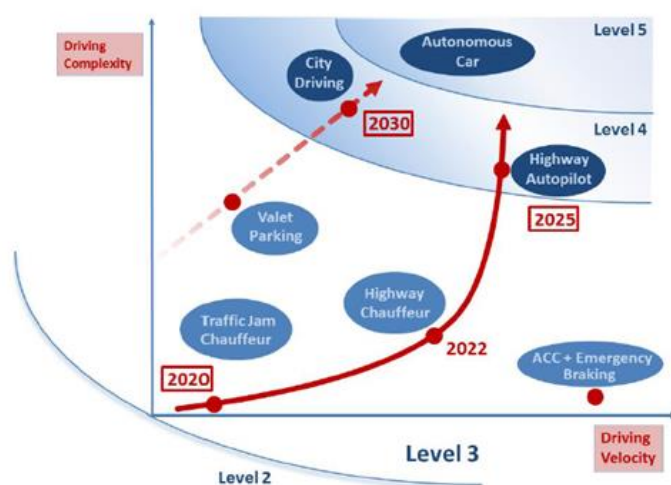 Driving
Complexity
Autonomous
Car
Level 5
City
Driving
2030
Level 4
Highway
Autopilot
2025
Valet
Parking
Highway
Chauffeur
Traffic Jam
Chauffeur
2022
ACC + Emergency
Braking
2020
Level 3
Driving
Velocity
Level 2